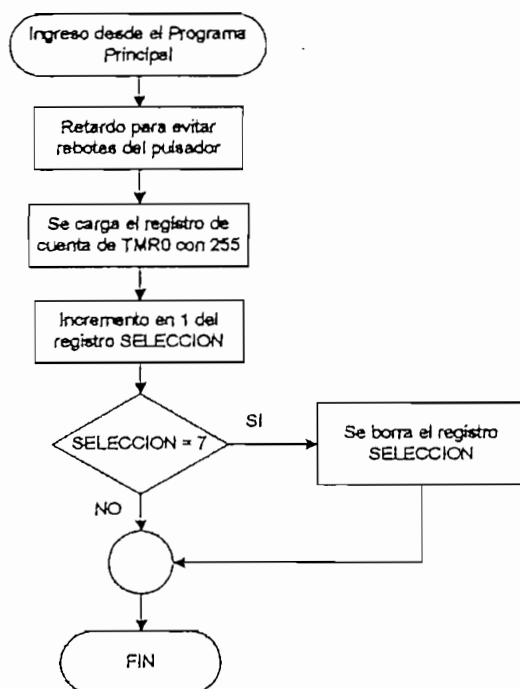 Ingreso desde el Programa
Principal
Retardo para evitar
rebotes del pulsador
Se carga el registro de
cuenta de TMR0 con 255
Incremento en 1 del
registro SELECCION
SELECCION = 7
SI
Se borra el registro
SELECCION
NO
FIN